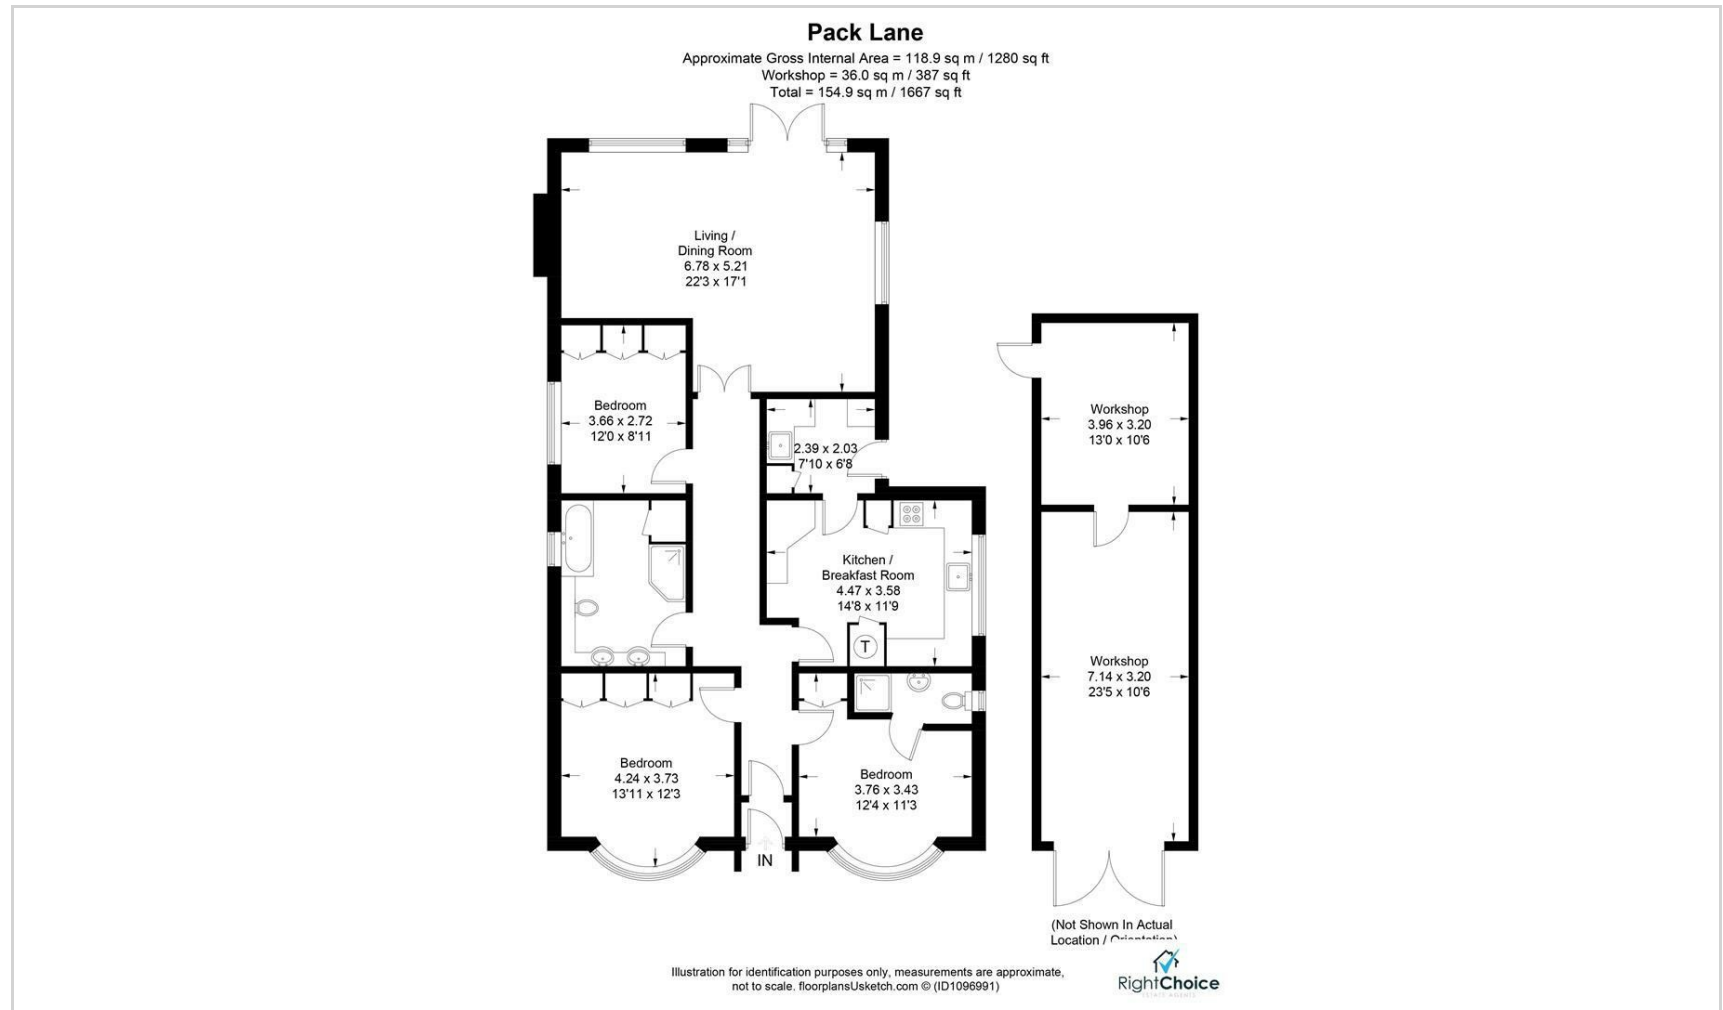 Pack Lane
Approximate Gross Internal Area = 118.9 sq m / 1280 sq ft
Workshop = 36.0 sq m / 387 sq ft
Total = 154.9 sq m / 1667 sq ft
Living /
Dining Room
6.78 x 5.21
22'3 x 17'1
Bedroom
3.66 x 2.72
12'0 x 8'11
2.39 x 2.03
7'10 x 6'8
Kitchen /
Breakfast Room
4.47 x 3.58
14'8 x 11'9
T
Bedroom
4.24 x 3.73
13'11 x 12'3
Bedroom
3.76 x 3.43
12'4 x 11'3
IN
Workshop
3.96 x 3.20
13'0 x 10'6
Workshop
7.14 x 3.20
23'5 x 10'6
(Not Shown In Actual
Location / Orientation)
Illustration for identification purposes only, measurements are approximate,
not to scale. floorplansUsketch.com © (ID1096991)
RightChoice
ESTATE AGENTS